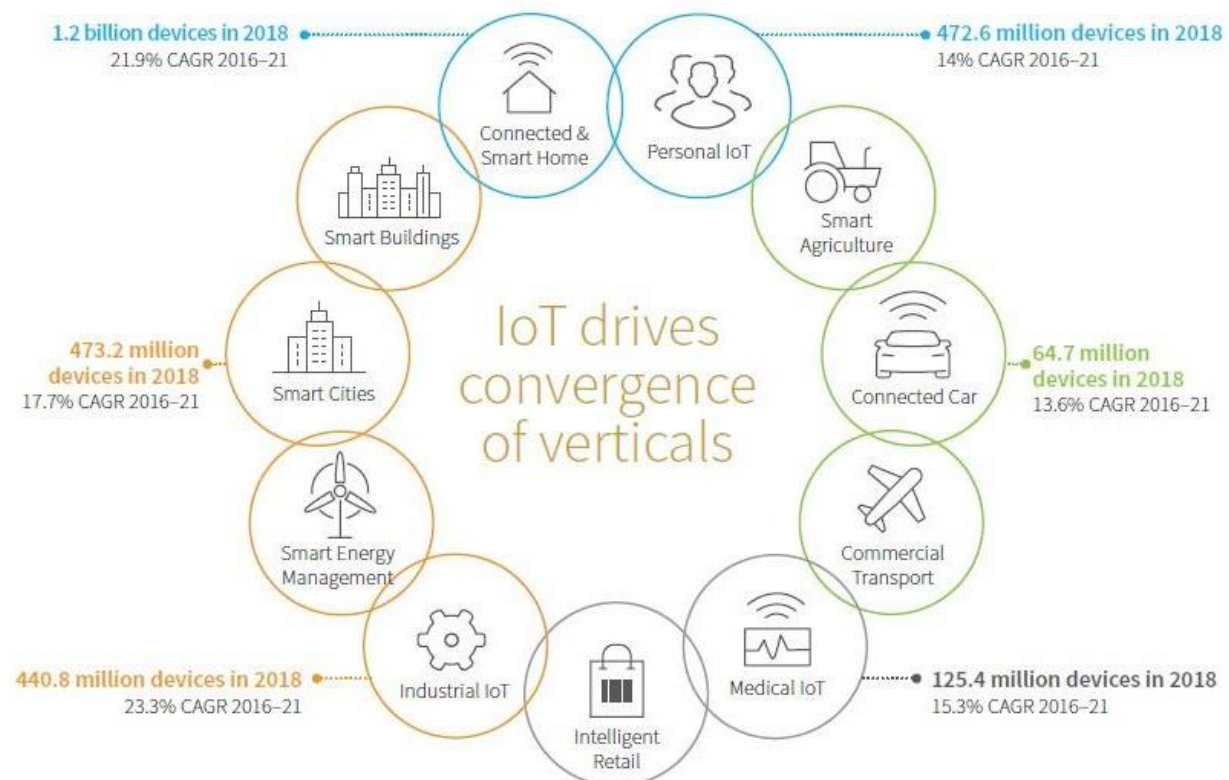 1.2 billion devices in 2018
21.9% CAGR 2016–21
472.6 million devices in 2018
14% CAGR 2016–21
Connected &
Smart Home
Personal IoT
Smart Buildings
Smart
Agriculture
IoT drives
convergence
of verticals
473.2 million
devices in 2018
17.7% CAGR 2016–21
Smart Cities
Connected Car
64.7 million
devices in 2018
13.6% CAGR 2016–21
Smart Energy
Management
Commercial
Transport
440.8 million devices in 2018
23.3% CAGR 2016–21
Industrial IoT
Intelligent
Retail
Medical IoT
125.4 million devices in 2018
15.3% CAGR 2016–21